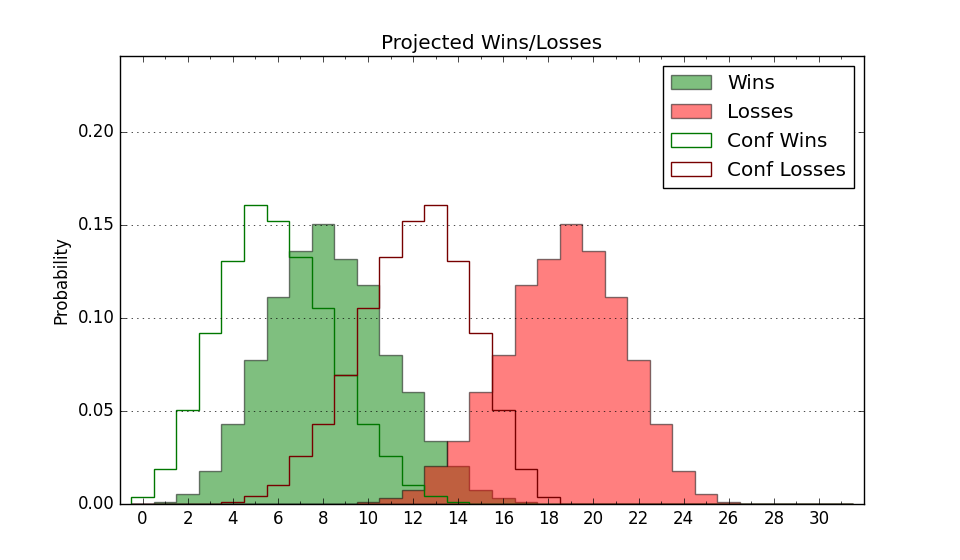 Projected Wins/Losses
Wins
Losses
Conf Wins
Conf Losses
Probability
0.20
0.15
0.10
0.05
0.00
0 2 4 6 8 10 12 14 16 18 20 22 24 26 28 30